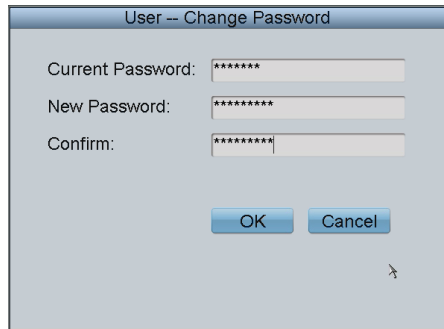 User -- Change Password
Current Password: *******
New Password: *********
Confirm: *********
OK Cancel